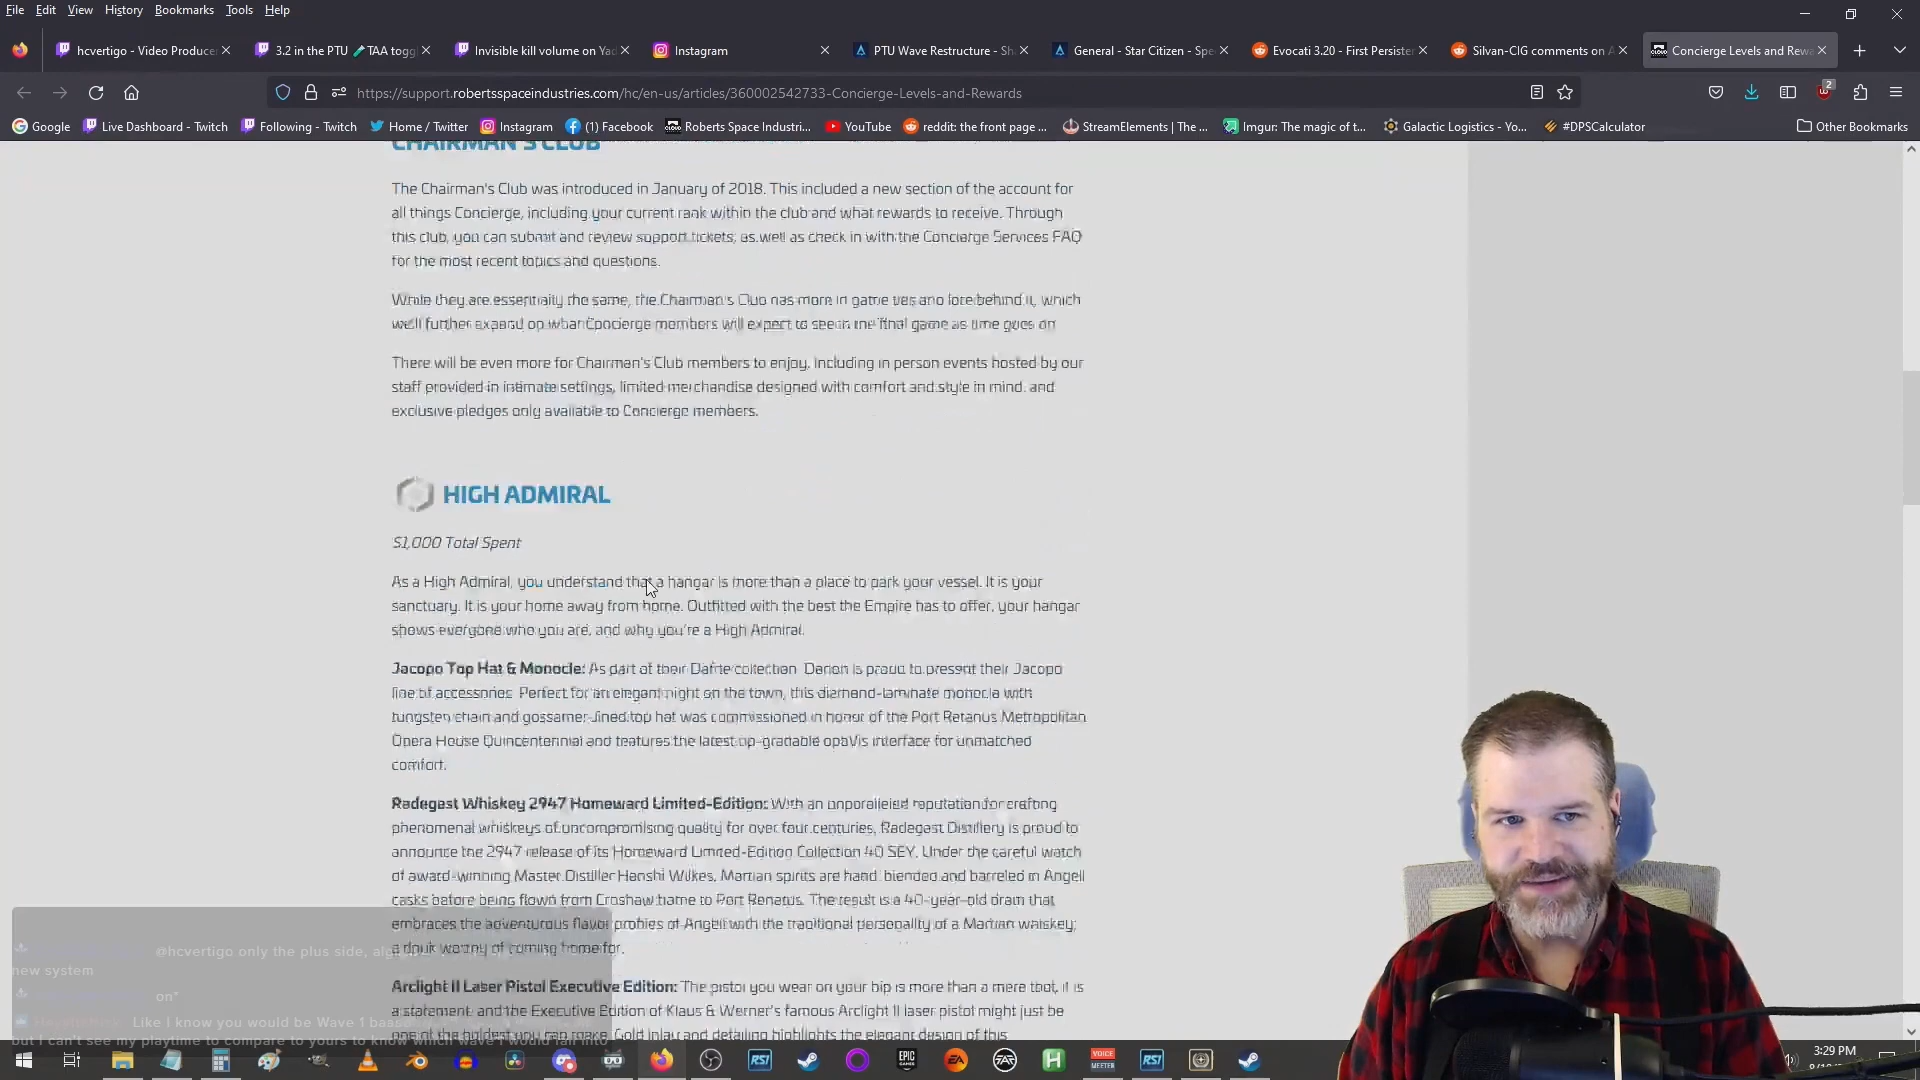 File Edit View History Bookmarks Tools Help
hcvertigo - Video Producer
3.2 in the PTU TAA togg
Invisible kill volume on Ya
Instagram
PTU Wave Restructure - S
General - Star Citizen - Spe
Evocati 3.20 - First Persister
Silvan-CIG comments on A
Concierge Levels and Rewa
https://support.robertsspaceindustries.com/hc/en-us/articles/360002542733-Concierge-Levels-and-Rewards
2
Google Live Dashboard - Twitch Following - Twitch Home / Twitter Instagram (1) Facebook Roberts Space Industri... YouTube reddit: the front page ... StreamElements | The ... Imgur: The magic of t... Galactic Logistics - Yo... #DPSCalculator Other Bookmarks
CHAIRMAN'S CLUB
The Chairman's Club was introduced in January of 2018. This included a new section of the account for
all things Concierge, including your current rank within the club and what rewards to receive. Through
this club, you can submit and review support tickets, as well as check in with the Concierge Services FAQ
for the most recent topics and questions.
While they are essentially the same, the Chairman's Club has more in game ties and lore behind it, which
we'll further expand on what Concierge members will expect to see in the final game as time goes on
There will be even more for Chairman's Club members to enjoy, including in person events hosted by our
staff provided in intimate settings, limited merchandise designed with comfort and style in mind, and
exclusive pledges only available to Concierge members.
HIGH ADMIRAL
$1,000 Total Spent
As a High Admiral, you understand that a hangar is more than a place to park your vessel. It is your
sanctuary. It is your home away from home. Outfitted with the best the Empire has to offer, your hangar
shows everyone who you are, and why you're a High Admiral.
Jacopo Top Hat & Monocle: As part of their Dafne collection Derion is proud to present their Jacopo
line of accessories. Perfect for an elegant night on the town, this diamond-laminate monocle with
tungsten chain and gossamer-lined top hat was commissioned in honor of the Port Renatus Metropolitan
Opera House Quincentennial and features the latest up-gradable optiVis interface for unmatched
comfort.
Radegast Whiskey 2947 Homeward Limited-Edition: With an unparalleled reputation for crafting
phenomenal whiskeys of uncompromising quality for over four centuries, Radegast Distillery is proud to
announce the 2947 release of its Homeward Limited-Edition Collection 40 SEY. Under the careful watch
of award-winning Master Distiller Hanshi Wilkes, Martian spirits are hand blended and barreled in Angeli
casks before being flown from Croshaw home to Port Renatus. The result is a 40-year-old dram that
embraces the adventurous flavor profiles of Angeli with the traditional personality of a Martian whiskey;
a drink worthy of coming home for.
Arclight II Laser Pistol Executive Edition: The pistol you wear on your hip is more than a mere tool, it is
a statement and the Executive Edition of Klaus & Werner's famous Arclight II laser pistol might just be
one of the boldest you can make. Gold inlay and detailing highlights the elegant design of this
@hcvertigo only the plus side,
new system
on*
Like I know you would be Wave 1
but I can't see my playtime to compare to yours to know which wave I would fall into
RSI
EPIC GAMES
EA
H
VOICE MEETER
RSI
3:29 PM